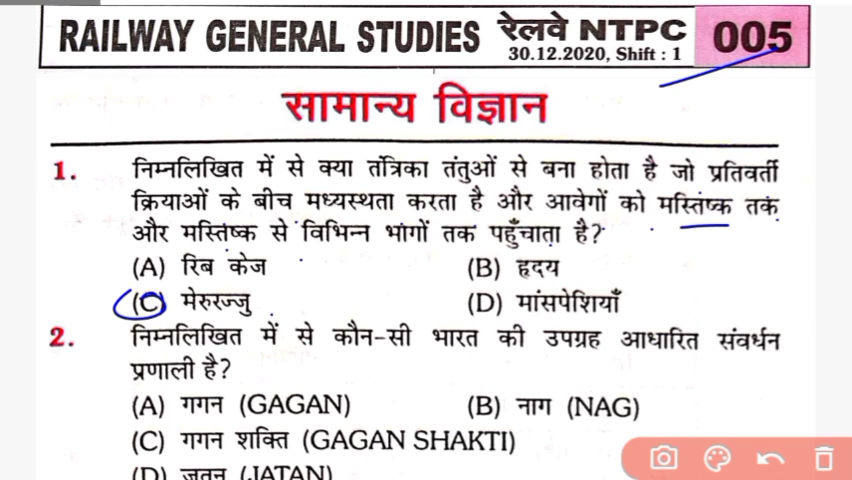 RAILWAY GENERAL STUDIES रेलवे NTPC 005
30.12.2020, Shift : 1
सामान्य विज्ञान
1. निम्नलिखित में से क्या तंत्रिका तंतुओं से बना होता है जो प्रतिवर्ती
क्रियाओं के बीच मध्यस्थता करता है और आवेगों को मस्तिष्क तक
और मस्तिष्क से विभिन्न भागों तक पहुँचाता है?
(A) रिब केज (B) हृदय
(C) मेरुरज्जु (D) मांसपेशियाँ
2. निम्नलिखित में से कौन-सी भारत की उपग्रह आधारित संवर्धन
प्रणाली है?
(A) गगन (GAGAN) (B) नाग (NAG)
(C) गगन शक्ति (GAGAN SHAKTI)
(D) जतन (JATAN)